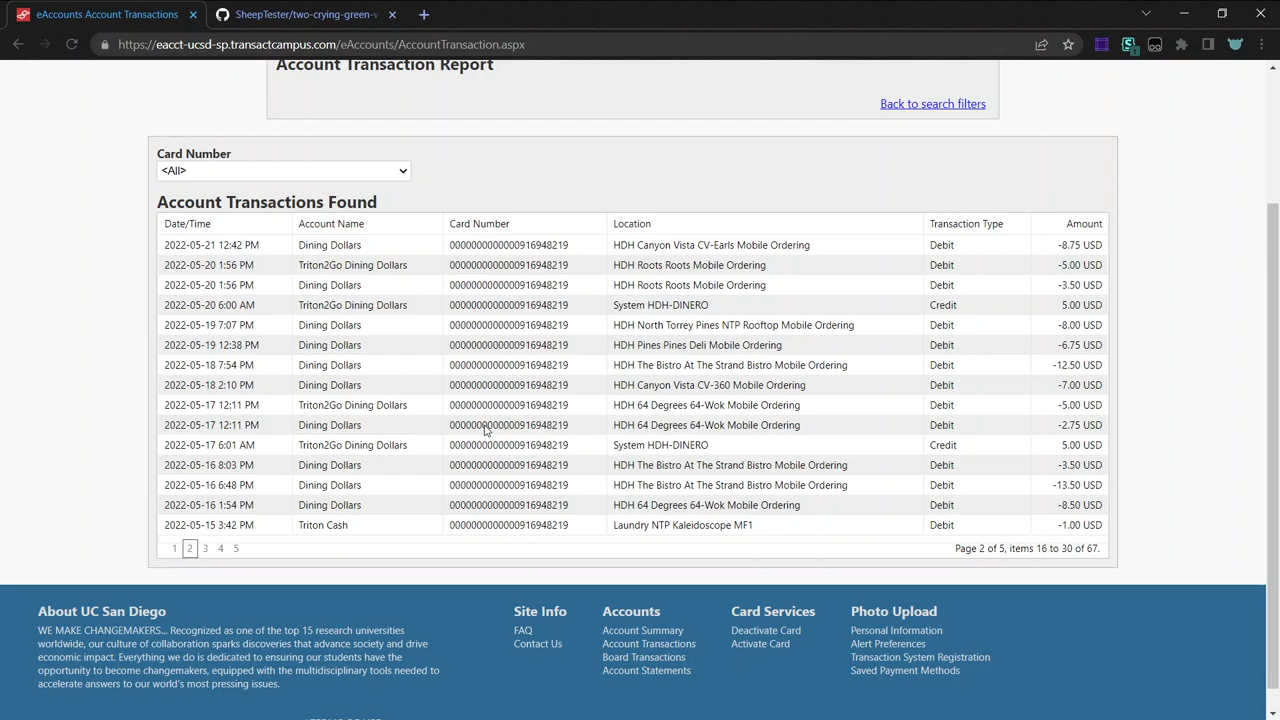 eAccounts Account Transactions
SheepTester/two-crying-green-v
https://eacct-ucsd-sp.transactcampus.com/eAccounts/AccountTransaction.aspx
Account Transaction Report
Back to search filters
Card Number
<All>
Account Transactions Found
Date/Time Account Name Card Number Location Transaction Type Amount
2022-05-21 12:42 PM Dining Dollars 000000000000916948219 HDH Canyon Vista CV-Earls Mobile Ordering Debit -8.75 USD
2022-05-20 1:56 PM Triton2Go Dining Dollars 000000000000916948219 HDH Roots Roots Mobile Ordering Debit -5.00 USD
2022-05-20 1:56 PM Dining Dollars 000000000000916948219 HDH Roots Roots Mobile Ordering Debit -3.50 USD
2022-05-20 6:00 AM Triton2Go Dining Dollars 000000000000916948219 System HDH-DINERO Credit 5.00 USD
2022-05-19 7:07 PM Dining Dollars 000000000000916948219 HDH North Torrey Pines NTP Rooftop Mobile Ordering Debit -8.00 USD
2022-05-19 12:38 PM Dining Dollars 000000000000916948219 HDH Pines Pines Deli Mobile Ordering Debit -6.75 USD
2022-05-18 7:54 PM Dining Dollars 000000000000916948219 HDH The Bistro At The Strand Bistro Mobile Ordering Debit -12.50 USD
2022-05-18 2:10 PM Dining Dollars 000000000000916948219 HDH Canyon Vista CV-360 Mobile Ordering Debit -7.00 USD
2022-05-17 12:11 PM Triton2Go Dining Dollars 000000000000916948219 HDH 64 Degrees 64-Wok Mobile Ordering Debit -5.00 USD
2022-05-17 12:11 PM Dining Dollars 000000000000916948219 HDH 64 Degrees 64-Wok Mobile Ordering Debit -2.75 USD
2022-05-17 6:01 AM Triton2Go Dining Dollars 000000000000916948219 System HDH-DINERO Credit 5.00 USD
2022-05-16 8:03 PM Dining Dollars 000000000000916948219 HDH The Bistro At The Strand Bistro Mobile Ordering Debit -3.50 USD
2022-05-16 6:48 PM Dining Dollars 000000000000916948219 HDH The Bistro At The Strand Bistro Mobile Ordering Debit -13.50 USD
2022-05-16 1:54 PM Dining Dollars 000000000000916948219 HDH 64 Degrees 64-Wok Mobile Ordering Debit -8.50 USD
2022-05-15 3:42 PM Triton Cash 000000000000916948219 Laundry NTP Kaleidoscope MF1 Debit -1.00 USD
1 2 3 4 5 Page 2 of 5, items 16 to 30 of 67.
About UC San Diego
WE MAKE CHANGEMAKERS... Recognized as one of the top 15 research universities
worldwide, our culture of collaboration sparks discoveries that advance society and drive
economic impact. Everything we do is dedicated to ensuring our students have the
opportunity to become changemakers, equipped with the multidisciplinary tools needed to
accelerate answers to our world's most pressing issues.
Site Info
FAQ
Contact Us
Accounts
Account Summary
Account Transactions
Board Transactions
Account Statements
Card Services
Deactivate Card
Activate Card
Photo Upload
Personal Information
Alert Preferences
Transaction System Registration
Saved Payment Methods